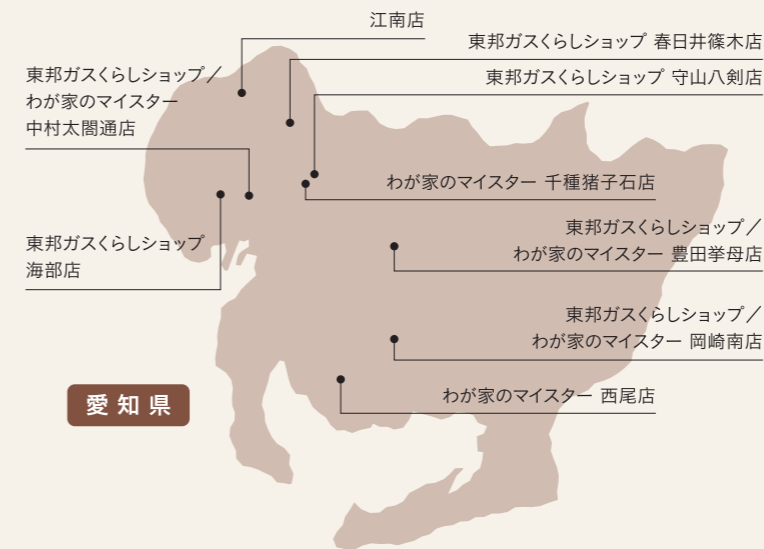 江南店
東邦ガスくらしショップ 春日井篠木店
東邦ガスくらしショップ 守山八剣店
東邦ガスくらしショップ／
わが家のマイスター
中村太閤通店
わが家のマイスター 千種猪子石店
東邦ガスくらしショップ
海部店
東邦ガスくらしショップ／
わが家のマイスター 豊田挙母店
東邦ガスくらしショップ／
わが家のマイスター 岡崎南店
わが家のマイスター 西尾店
愛知県